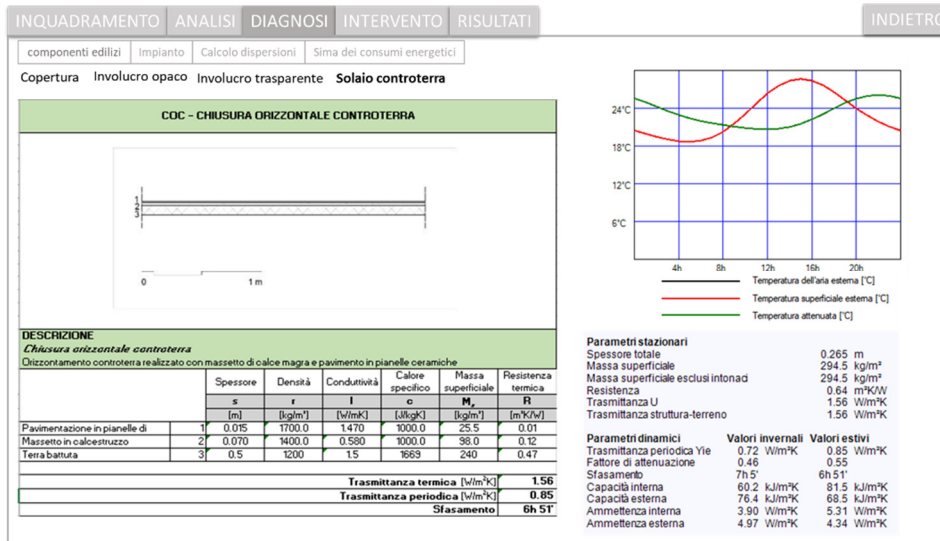 INQUADRAMENTO ANALISI DIAGNOSI INTERVENTO RISULTATI INDIETRO
componenti edilizi Impianto Calcolo dispersioni Sima dei consumi energetici
Copertura Involucro opaco Involucro trasparente Solaio controterra
COC - CHIUSURA ORIZZONTALE CONTROTERRA
1
2
3
0 1 m
DESCRIZIONE
Chiusura orizzontale controterra
Orizzontamento controterra realizzato con massetto di calce magra e pavimento in pianelle ceramiche
Spessore Densità Conduttività Calore specifico Massa superficiale Resistenza termica
s r l c Ms R
[m] [kg/m³] [W/mK] [J/kgK] [kg/m²] [m²K/W]
Pavimentazione in pianelle di 1 0.015 1700.0 1.470 1000.0 25.5 0.01
Massetto in calcestruzzo 2 0.070 1400.0 0.580 1000.0 98.0 0.12
Terra battuta 3 0.5 1200 1.5 1669 240 0.47
Trasmittanza termica [W/m²K] 1.56
Trasmittanza periodica [W/m²K] 0.85
Sfasamento 6h 51'
24°C
18°C
12°C
6°C
4h 8h 12h 16h 20h
Temperatura dell'aria esterna [°C]
Temperatura superficiale esterna [°C]
Temperatura attenuata [°C]
Parametri stazionari
Spessore totale 0.265 m
Massa superficiale 294.5 kg/m²
Massa superficiale esclusi intonaci 294.5 kg/m²
Resistenza 0.64 m²K/W
Trasmittanza U 1.56 W/m²K
Trasmittanza struttura-terreno 1.56 W/m²K
Parametri dinamici Valori invernali Valori estivi
Trasmittanza periodica Yie 0.72 W/m²K 0.85 W/m²K
Fattore di attenuazione 0.46 0.55
Sfasamento 7h 5' 6h 51'
Capacità interna 60.2 kJ/m²K 81.5 kJ/m²K
Capacità esterna 76.4 kJ/m²K 68.5 kJ/m²K
Ammettenza interna 3.90 W/m²K 5.31 W/m²K
Ammettenza esterna 4.97 W/m²K 4.34 W/m²K